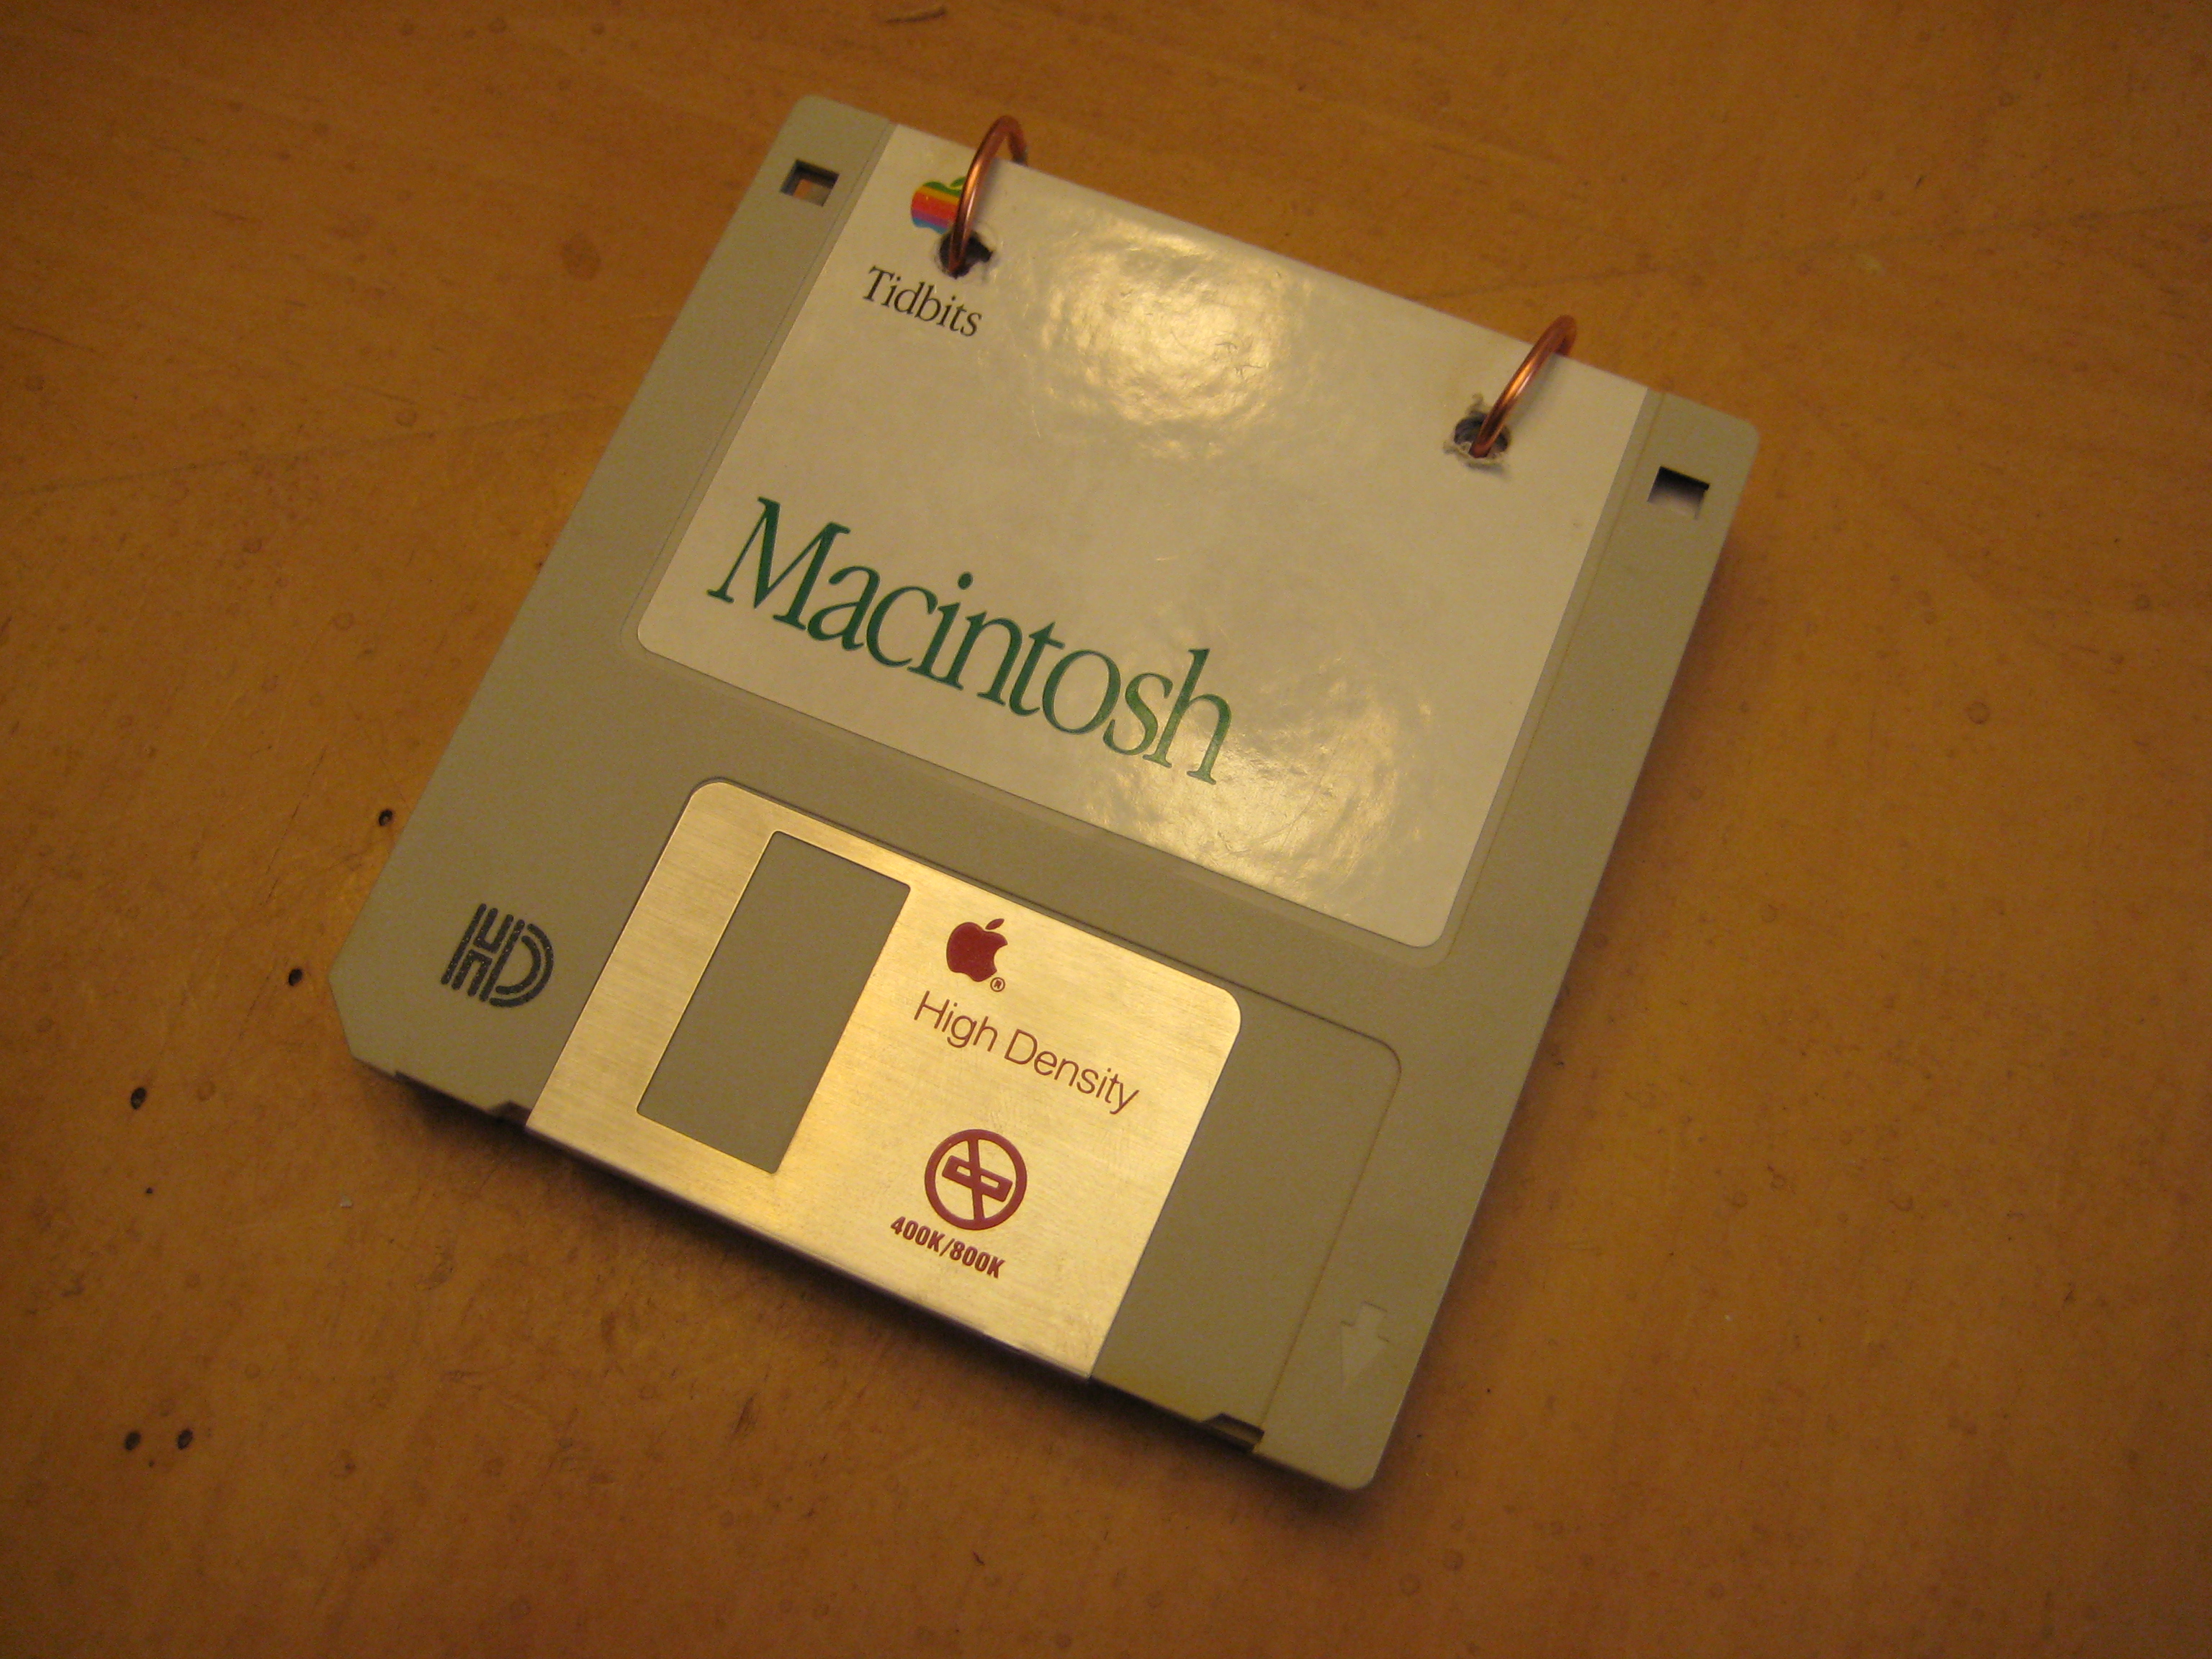 Tidbits
Macintosh
HD
®
High Density
400K/800K